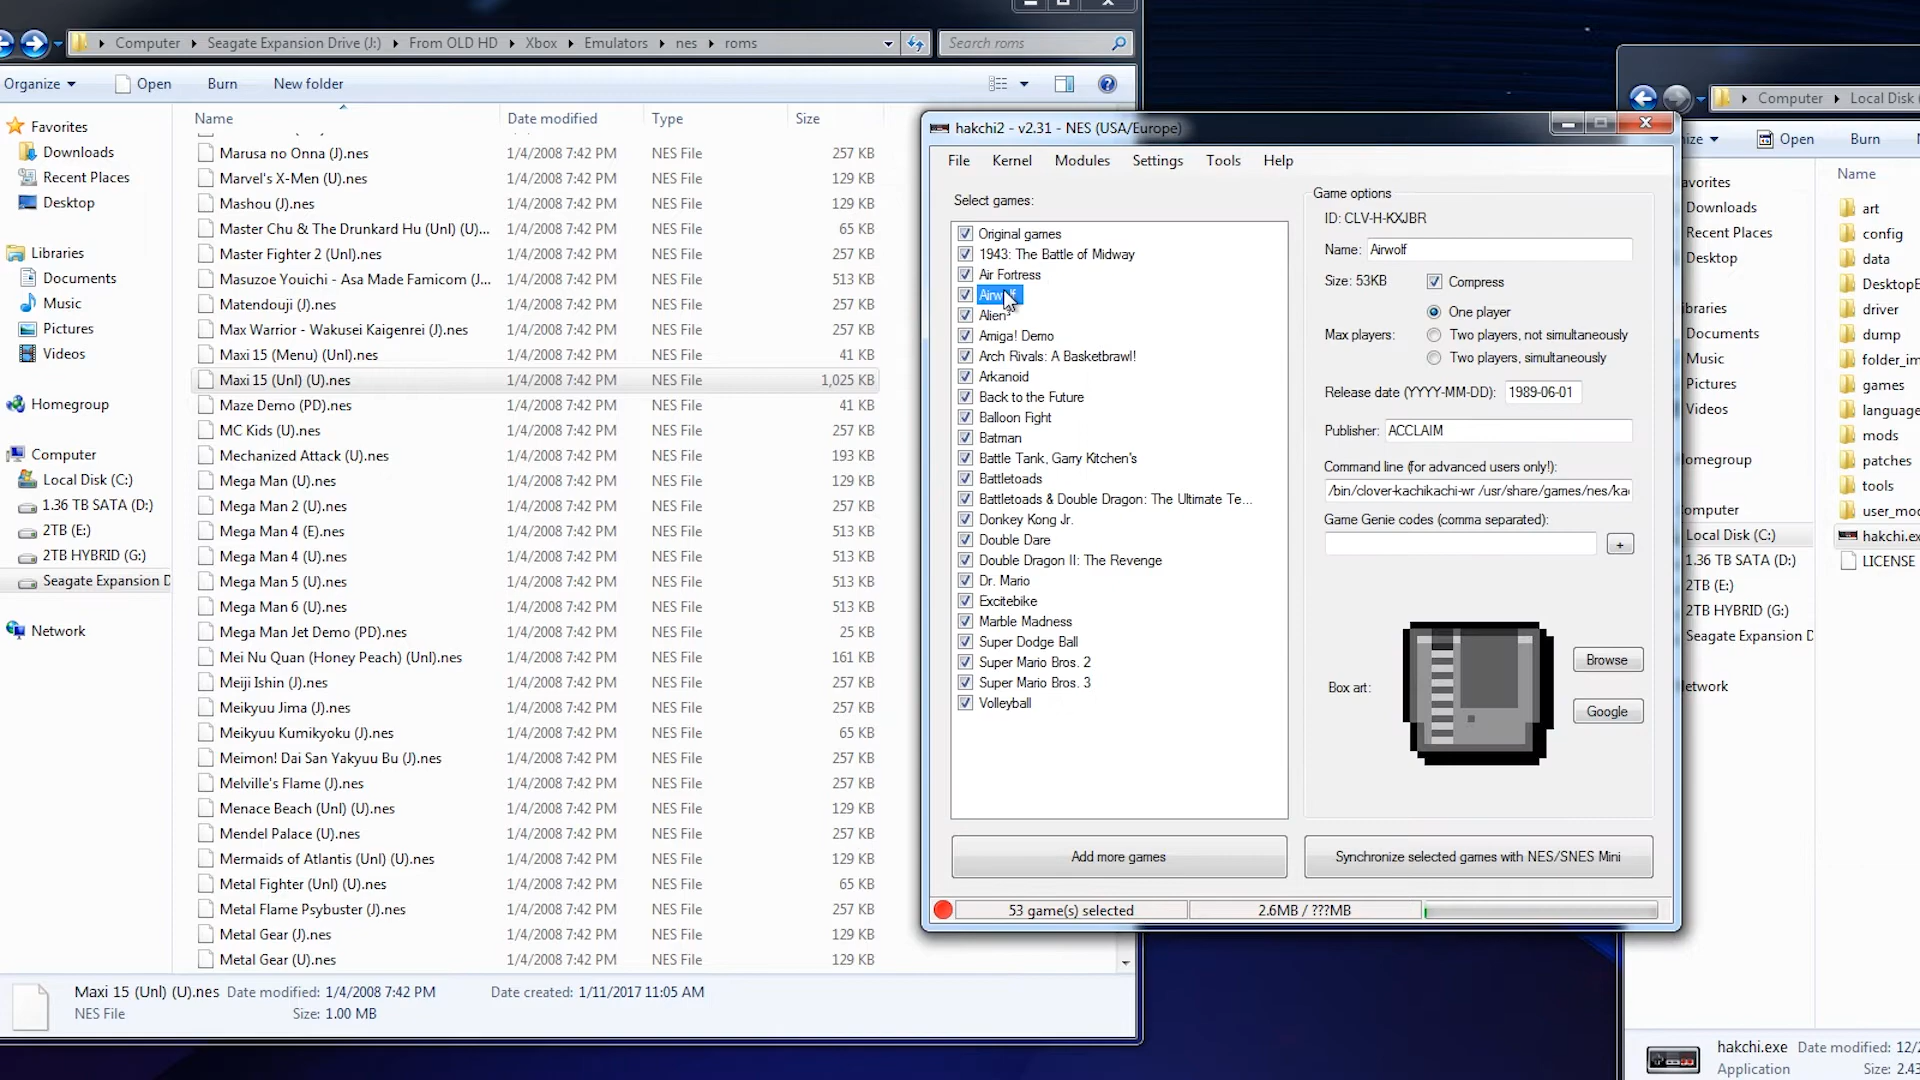 Computer
Seagate Expansion Drive (J:)
From OLD HD
Xbox
Emulators
nes
roms
Search roms
Organize
Open
Burn
New folder
Name
Date modified
Type
Size
Favorites
Downloads
Recent Places
Desktop
Libraries
Documents
Music
Pictures
Videos
Homegroup
Computer
Local Disk (C:)
1.36 TB SATA (D:)
2TB (E:)
2TB HYBRID (G:)
Seagate Expansion D
Network
Marusa no Onna (J).nes 1/4/2008 7:42 PM NES File 257 KB
Marvel's X-Men (U).nes 1/4/2008 7:42 PM NES File 129 KB
Mashou (J).nes 1/4/2008 7:42 PM NES File 129 KB
Master Chu & The Drunkard Hu (Unl) (U)... 1/4/2008 7:42 PM NES File 65 KB
Master Fighter 2 (Unl).nes 1/4/2008 7:42 PM NES File 257 KB
Masuzoe Youichi - Asa Made Famicom (J... 1/4/2008 7:42 PM NES File 513 KB
Matendouji (J).nes 1/4/2008 7:42 PM NES File 257 KB
Max Warrior - Wakusei Kaigenrei (J).nes 1/4/2008 7:42 PM NES File 257 KB
Maxi 15 (Menu) (Unl).nes 1/4/2008 7:42 PM NES File 41 KB
Maxi 15 (Unl) (U).nes 1/4/2008 7:42 PM NES File 1,025 KB
Maze Demo (PD).nes 1/4/2008 7:42 PM NES File 41 KB
MC Kids (U).nes 1/4/2008 7:42 PM NES File 257 KB
Mechanized Attack (U).nes 1/4/2008 7:42 PM NES File 193 KB
Mega Man (U).nes 1/4/2008 7:42 PM NES File 129 KB
Mega Man 2 (U).nes 1/4/2008 7:42 PM NES File 257 KB
Mega Man 4 (E).nes 1/4/2008 7:42 PM NES File 513 KB
Mega Man 4 (U).nes 1/4/2008 7:42 PM NES File 513 KB
Mega Man 5 (U).nes 1/4/2008 7:42 PM NES File 513 KB
Mega Man 6 (U).nes 1/4/2008 7:42 PM NES File 513 KB
Mega Man Jet Demo (PD).nes 1/4/2008 7:42 PM NES File 25 KB
Mei Nu Quan (Honey Peach) (Unl).nes 1/4/2008 7:42 PM NES File 161 KB
Meiji Ishin (J).nes 1/4/2008 7:42 PM NES File 257 KB
Meikyuu Jima (J).nes 1/4/2008 7:42 PM NES File 257 KB
Meikyuu Kumikyoku (J).nes 1/4/2008 7:42 PM NES File 65 KB
Meimon! Dai San Yakyuu Bu (J).nes 1/4/2008 7:42 PM NES File 257 KB
Melville's Flame (J).nes 1/4/2008 7:42 PM NES File 257 KB
Menace Beach (Unl) (U).nes 1/4/2008 7:42 PM NES File 129 KB
Mendel Palace (U).nes 1/4/2008 7:42 PM NES File 257 KB
Mermaids of Atlantis (Unl) (U).nes 1/4/2008 7:42 PM NES File 129 KB
Metal Fighter (Unl) (U).nes 1/4/2008 7:42 PM NES File 65 KB
Metal Flame Psybuster (J).nes 1/4/2008 7:42 PM NES File 257 KB
Metal Gear (J).nes 1/4/2008 7:42 PM NES File 129 KB
Metal Gear (U).nes 1/4/2008 7:42 PM NES File 129 KB
Maxi 15 (Unl) (U).nes Date modified: 1/4/2008 7:42 PM Date created: 1/11/2017 11:05 AM
NES File Size: 1.00 MB
hakchi2 - v2.31 - NES (USA/Europe)
File Kernel Modules Settings Tools Help
Select games:
Original games
1943: The Battle of Midway
Air Fortress
Airwolf
Alien³
Amiga! Demo
Arch Rivals: A Basketbrawl!
Arkanoid
Back to the Future
Balloon Fight
Batman
Battle Tank, Garry Kitchen's
Battletoads
Battletoads & Double Dragon: The Ultimate Te...
Donkey Kong Jr.
Double Dare
Double Dragon II: The Revenge
Dr. Mario
Excitebike
Marble Madness
Super Dodge Ball
Super Mario Bros. 2
Super Mario Bros. 3
Volleyball
Add more games
Game options
ID: CLV-H-KXJBR
Name: Airwolf
Size: 53KB Compress
One player
Max players: Two players, not simultaneously
Two players, simultaneously
Release date (YYYY-MM-DD): 1989-06-01
Publisher: ACCLAIM
Command line (for advanced users only!):
/bin/clover-kachikachi-wr /usr/share/games/nes/ka
Game Genie codes (comma separated):
+
Box art:
Browse
Google
Synchronize selected games with NES/SNES Mini
53 game(s) selected
2.6MB / ???MB
Computer
Local Disk (
ize
Open
Burn
Name
avorites
Downloads
Recent Places
Desktop
braries
Documents
Music
Pictures
Videos
omegroup
omputer
Local Disk (C:)
1.36 TB SATA (D:)
2TB (E:)
2TB HYBRID (G:)
Seagate Expansion D
etwork
art
config
data
DesktopE
driver
dump
folder_im
games
language
mods
patches
tools
user_mo
hakchi.ex
LICENSE
hakchi.exe Date modified: 12/2
Application Size: 2.43